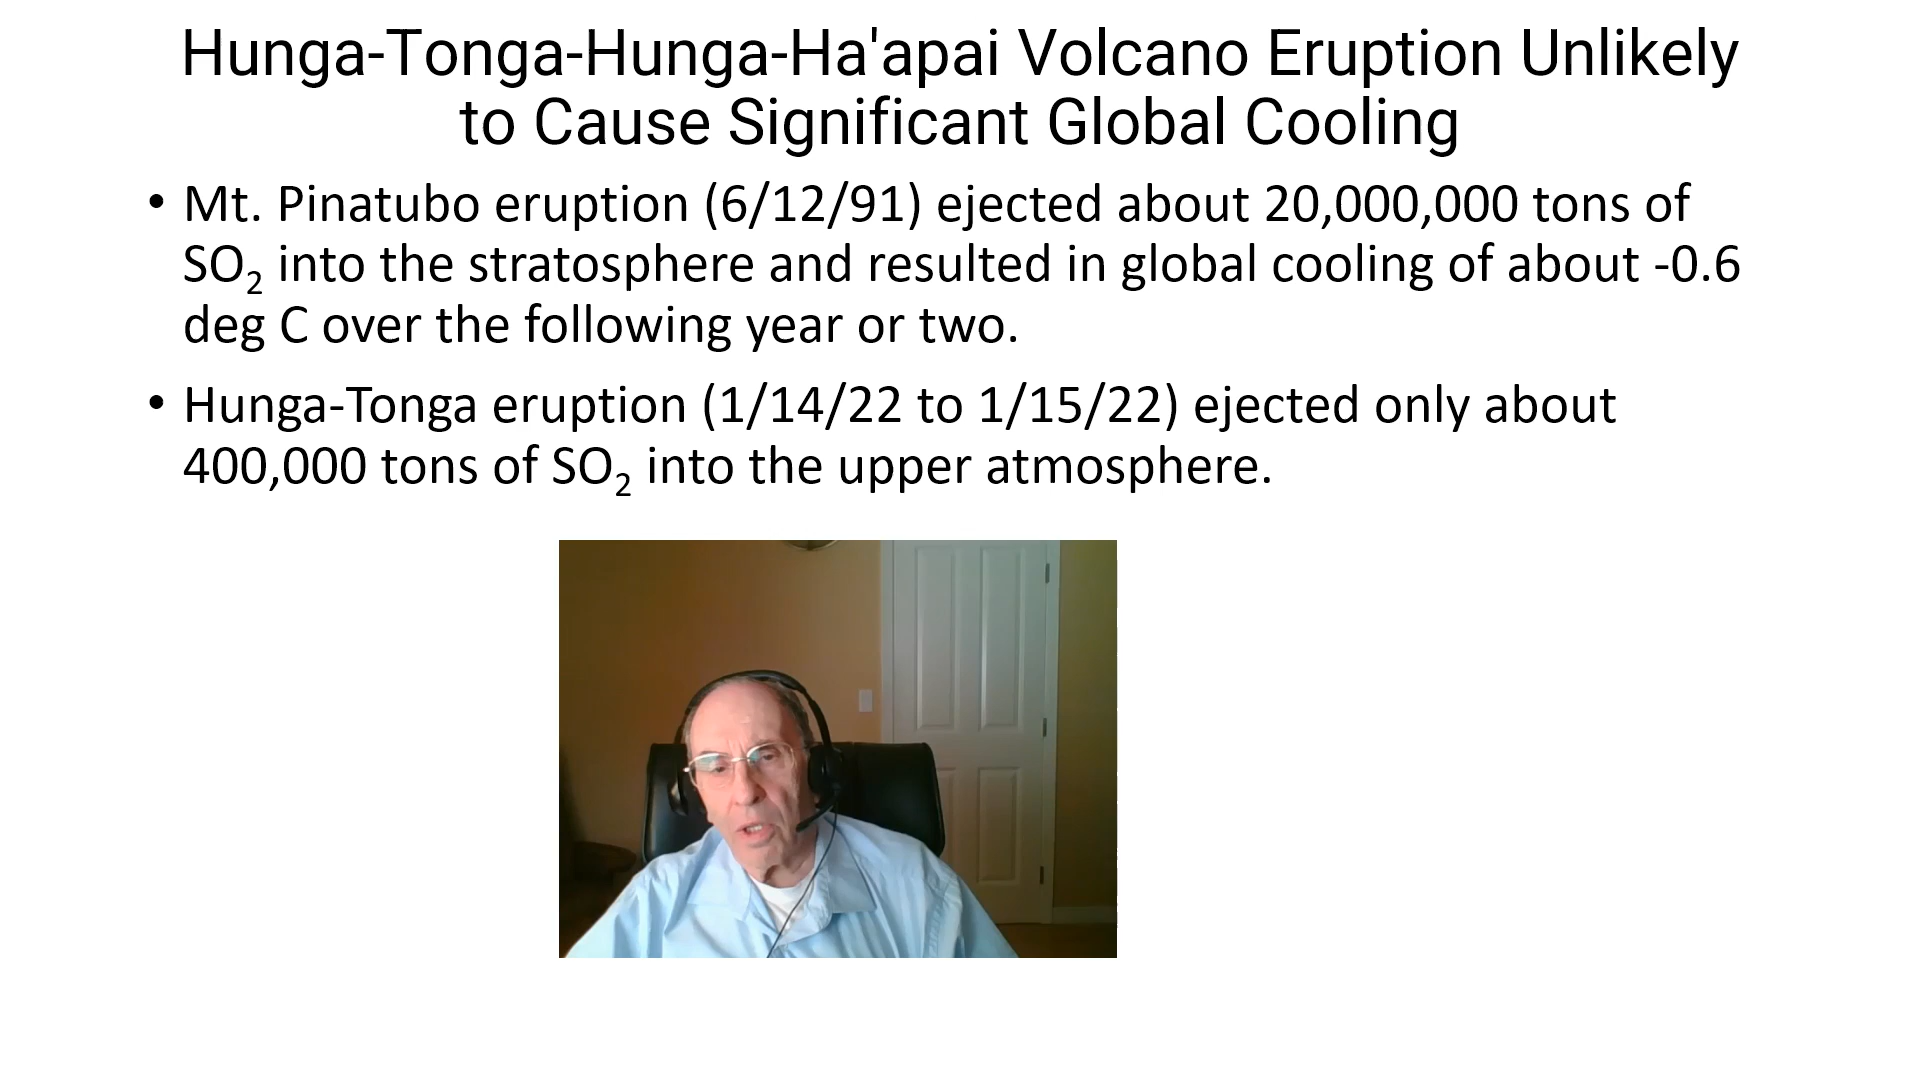 Hunga-Tonga-Hunga-Ha'apai Volcano Eruption Unlikely
to Cause Significant Global Cooling
• Mt. Pinatubo eruption (6/12/91) ejected about 20,000,000 tons of
SO₂ into the stratosphere and resulted in global cooling of about -0.6
deg C over the following year or two.
• Hunga-Tonga eruption (1/14/22 to 1/15/22) ejected only about
400,000 tons of SO₂ into the upper atmosphere.